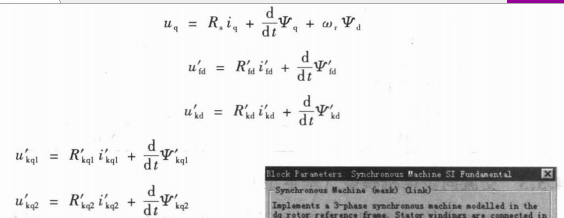 u_q = R_s i_q + d/dt Ψ_q + ω_r Ψ_d
u′_fd = R′_fd i′_fd + d/dt Ψ′_fd
u′_kd = R′_kd i′_kd + d/dt Ψ′_kd
u′_kq1 = R′_kq1 i′_kq1 + d/dt Ψ′_kq1
u′_kq2 = R′_kq2 i′_kq2 + d/dt Ψ′_kq2
Block Parameters: Synchronous Machine SI Fundamental
Synchronous Machine (mask) (link)
Implements a 3-phase synchronous machine modelled in the
dq rotor reference frame. Stator windings are connected in